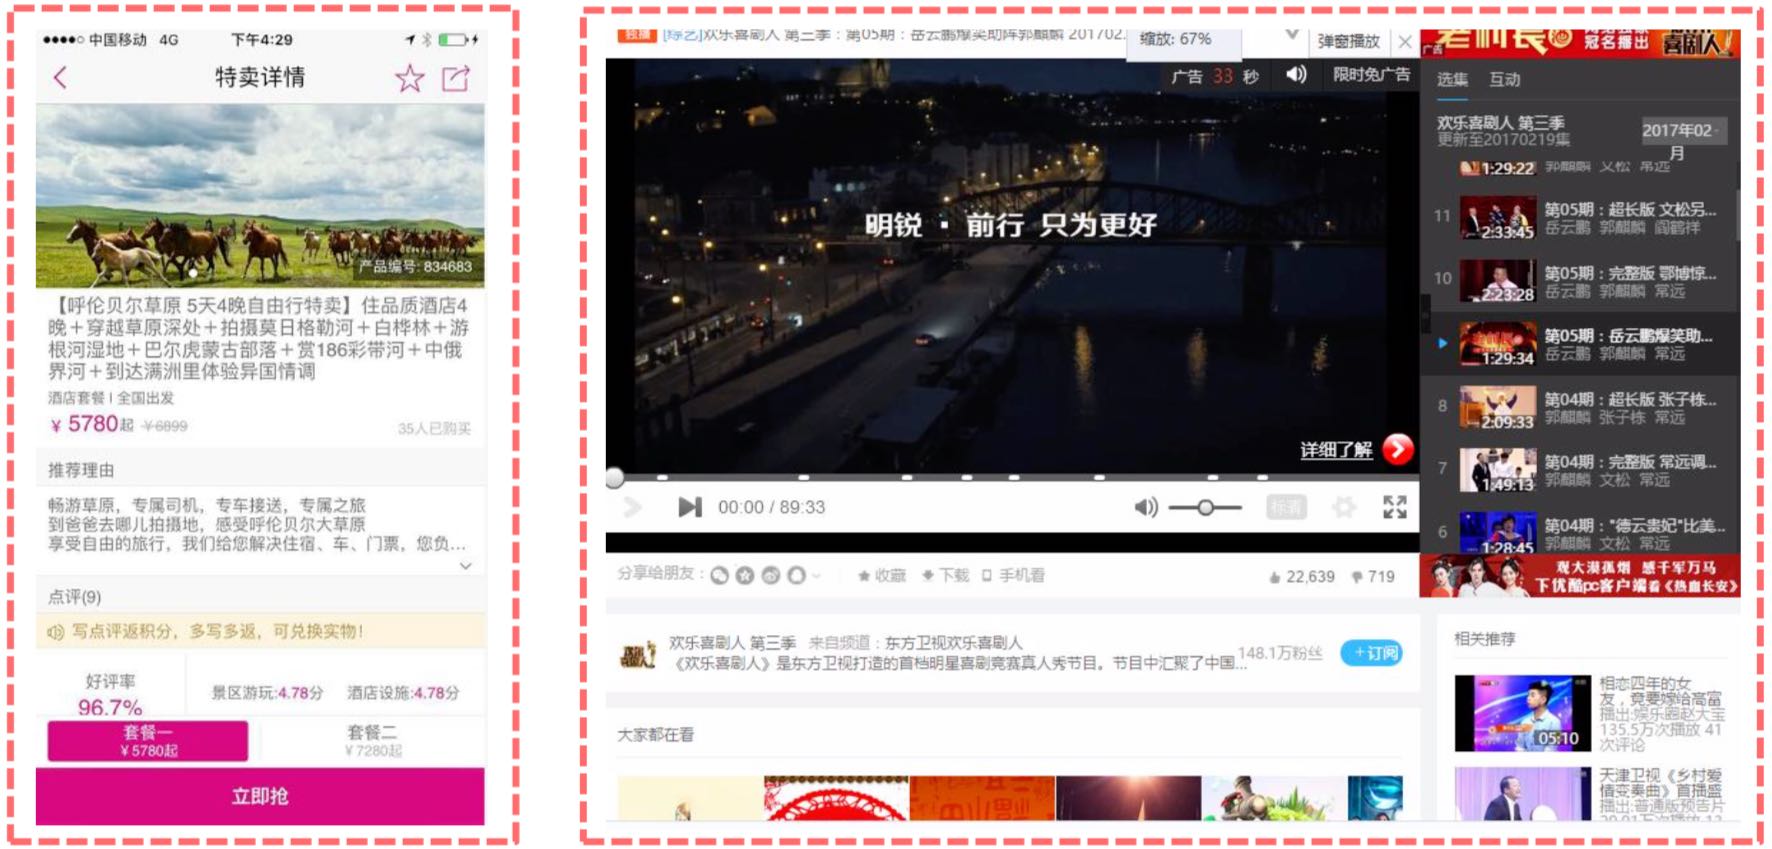 中国移动 4G 下午4:29
特卖详情
产品编号: 834683
【呼伦贝尔草原 5天4晚自由行特卖】住品质酒店4
晚＋穿越草原深处＋拍摄莫日格勒河＋白桦林＋游
根河湿地＋巴尔虎蒙古部落＋赏186彩带河＋中俄
界河＋到达满洲里体验异国情调
酒店套餐 | 全国出发
¥ 5780起 ¥6899 35人已购买
推荐理由
畅游草原，专属司机，专车接送，专属之旅
到爸爸去哪儿拍摄地，感受呼伦贝尔大草原
享受自由的旅行，我们给您解决住宿、车、门票，您负...
点评(9)
写点评返积分，多写多返，可兑换实物!
好评率
96.7%
景区游玩:4.78分 酒店设施:4.78分
套餐一
¥5780起
套餐二
¥7280起
立即抢
独播 [综艺]欢乐喜剧人 第三季：第05期：岳云鹏爆笑助阵郭麒麟 201702.
缩放: 67%
弹窗播放
广告 33 秒 限时免广告
明锐 · 前行 只为更好
详细了解
00:00 / 89:33
标清
分享给朋友：
收藏 下载 手机看
22,639 719
欢乐喜剧人 第三季 来自频道：东方卫视欢乐喜剧人
《欢乐喜剧人》是东方卫视打造的首档明星喜剧竞赛真人秀节目。节目中汇聚了中国...
148.1万粉丝
+订阅
大家都在看
广告
冠名播出
喜剧人
选集 互动
欢乐喜剧人 第三季
更新至20170219集
2017年02月
1:29:22 郭麒麟 文松 常远
11 2:33:45 第05期：超长版 文松另...
岳云鹏 郭麒麟 阎鹤祥
10 2:23:28 第05期：完整版 鄂博惊...
岳云鹏 郭麒麟 常远
1:29:34 第05期：岳云鹏爆笑助...
岳云鹏 郭麒麟 常远
8 2:09:33 第04期：超长版 张子栋...
郭麒麟 张子栋 常远
7 1:49:13 第04期：完整版 常远调...
郭麒麟 文松 常远
6 1:28:45 第04期："德云贵妃"比美...
郭麒麟 文松 常远
观大漠孤烟 感千军万马
下优酷pc客户端看《热血长安》
相关推荐
05:10
相恋四年的女
友，竟要嫁给高富
播出:娱乐圈赵大宝
135.5万次播放 41
次评论
天津卫视《乡村爱
情变奏曲》首播盛
播出:普通版预告片